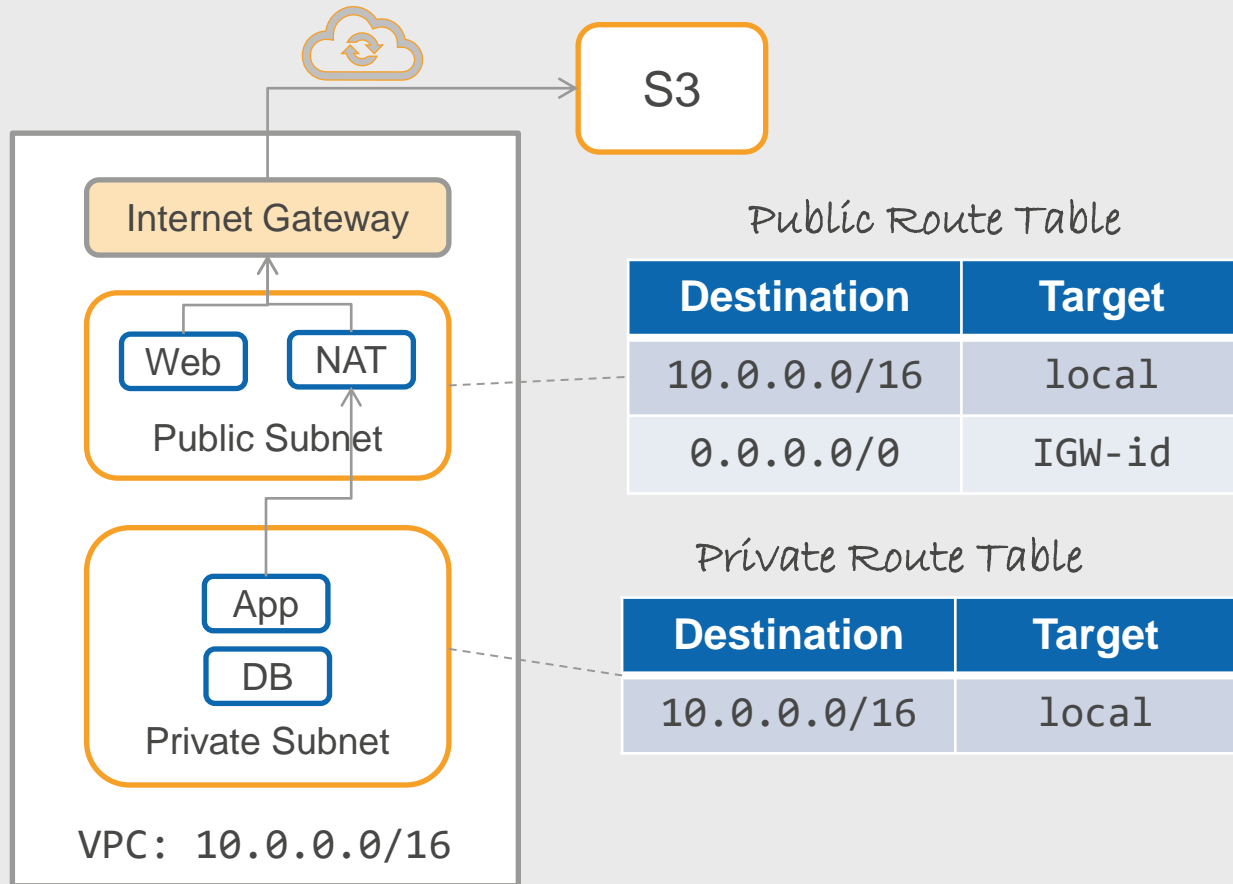 S3
Internet Gateway
Web
NAT
Public Subnet
App
DB
Private Subnet
VPC: 10.0.0.0/16
Public Route Table
Destination Target
10.0.0.0/16 local
0.0.0.0/0 IGW-id
Private Route Table
Destination Target
10.0.0.0/16 local